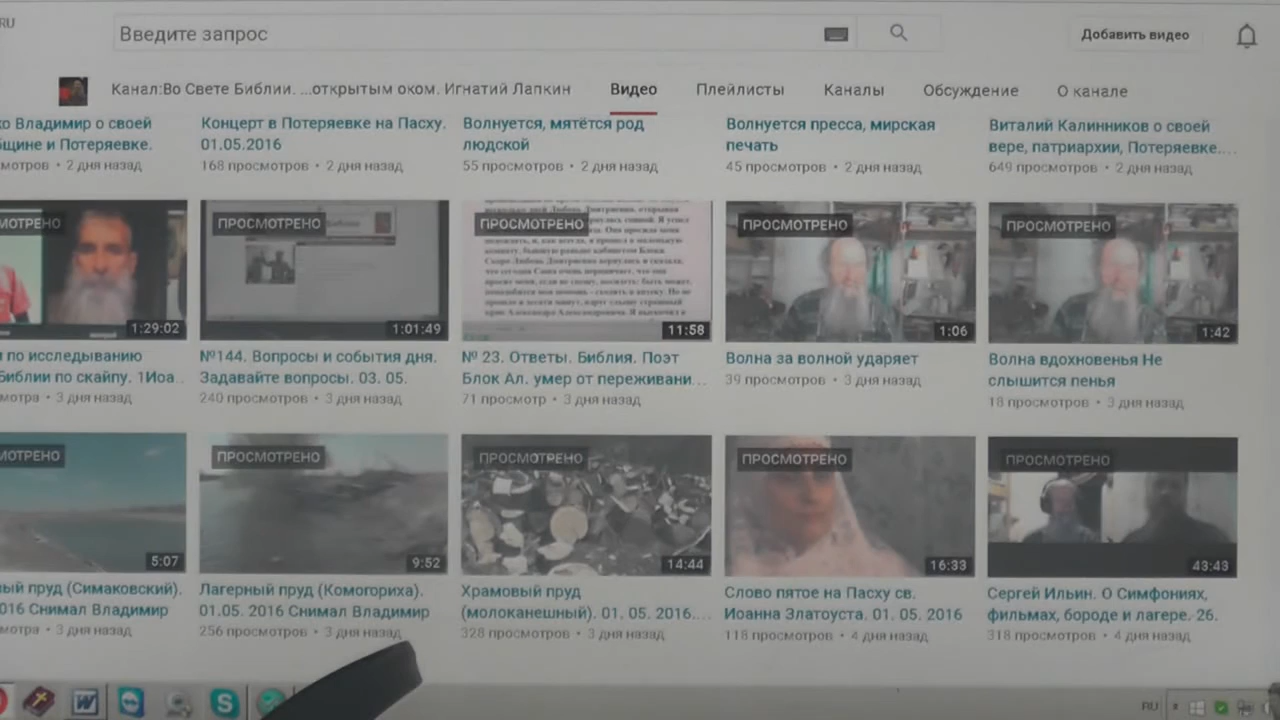 RU
Введите запрос
Добавить видео
Канал:Во Свете Библии. ...открытым оком. Игнатий Лапкин
Видео
Плейлисты
Каналы
Обсуждение
О канале
ко Владимир о своей
бщине и Потеряевке.
мотров • 2 дня назад
Концерт в Потеряевке на Пасху.
01.05.2016
168 просмотров • 2 дня назад
Волнуется, мятётся род
людской
55 просмотров • 2 дня назад
Волнуется пресса, мирская
печать
45 просмотров • 2 дня назад
Виталий Калинников о своей
вере, патриархии, Потеряевке....
649 просмотров • 2 дня назад
МОТРЕНО
1:29:02
и по исследыванию
Библии по скайпу. 1Иоа..
мотра • 3 дня назад
ПРОСМОТРЕНО
1:01:49
№144. Вопросы и события дня.
Задавайте вопросы. 03. 05.
240 просмотров • 3 дня назад
ПРОСМОТРЕНО
11:58
№ 23. Ответы. Библия. Поэт
Блок Ал. умер от переживани...
71 просмотр • 3 дня назад
ПРОСМОТРЕНО
1:06
Волна за волной ударяет
39 просмотров • 3 дня назад
ПРОСМОТРЕНО
1:42
Волна вдохновенья Не
слышится пенья
18 просмотров • 3 дня назад
МОТРЕНО
5:07
ный пруд (Симаковский).
016 Снимал Владимир
мотра • 3 дня назад
ПРОСМОТРЕНО
9:52
Лагерный пруд (Комогориха).
01.05. 2016 Снимал Владимир
256 просмотров • 3 дня назад
ПРОСМОТРЕНО
14:44
Храмовый пруд
(молоканешный). 01. 05. 2016....
328 просмотров • 3 дня назад
ПРОСМОТРЕНО
16:33
Слово пятое на Пасху св.
Иоанна Златоуста. 01. 05. 2016
118 просмотров • 4 дня назад
ПРОСМОТРЕНО
43:43
Сергей Ильин. О Симфониях,
фильмах, бороде и лагере. 26.
318 просмотров • 4 дня назад
RU